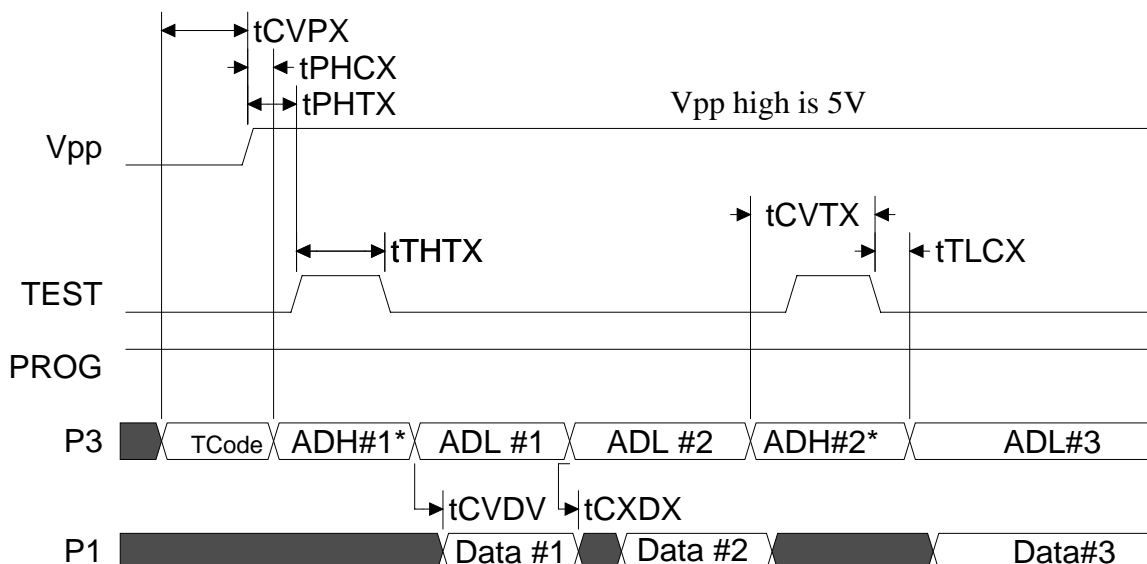 tCVPX
tPHCX
tPHTX
Vpp high is 5V
Vpp
tCVTX
tTHTX
tTLCX
TEST
PROG
P3 TCode ADH#1* ADL #1 ADL #2 ADH#2* ADL#3
tCVDV tCXDX
P1 Data #1 Data #2 Data#3